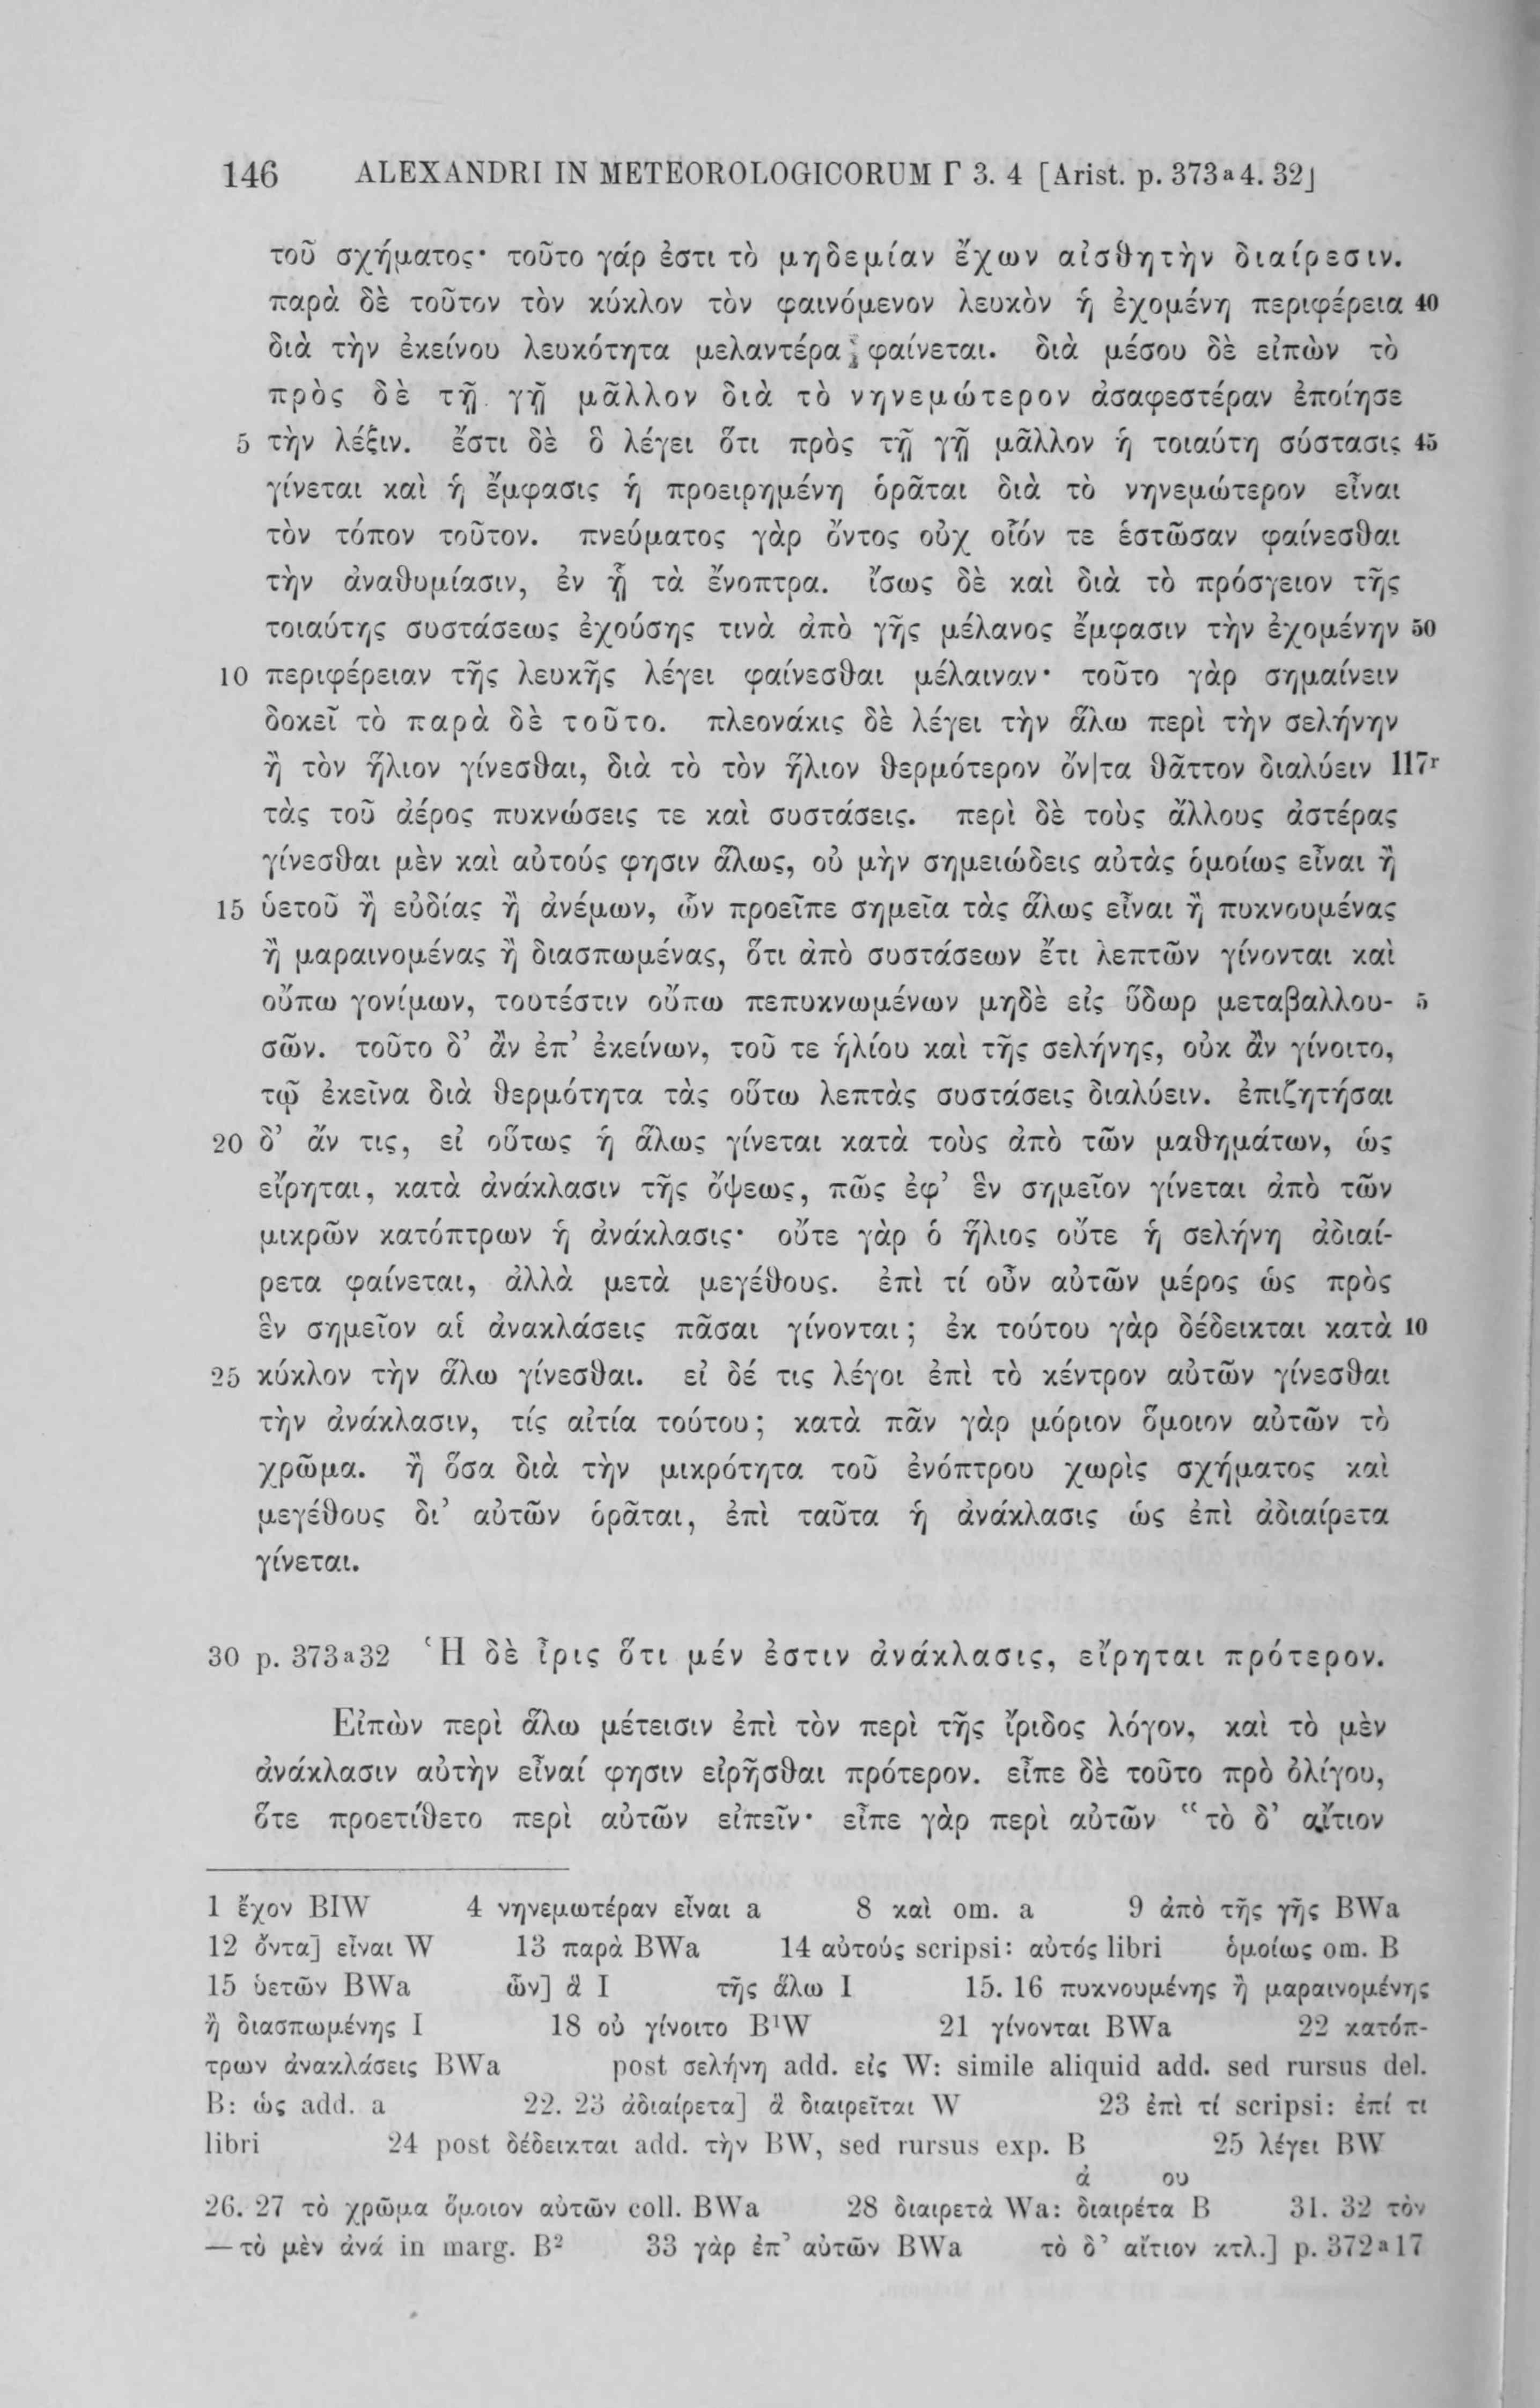 146 ALEXANDRI IN METEOROLOGICORUM Γ 3. 4 [Arist. p. 373a4. 32]
τοῦ σχήματος· τοῦτο γάρ ἐστι τὸ μηδεμίαν ἔχων αἰσθητὴν διαίρεσιν.
παρὰ δὲ τοῦτον τὸν κύκλον τὸν φαινόμενον λευκὸν ἡ ἐχομένη περιφέρεια 40
διὰ τὴν ἐκείνου λευκότητα μελαντέρα φαίνεται. διὰ μέσου δὲ εἰπὼν τὸ
πρὸς δὲ τῇ γῇ μᾶλλον διὰ τὸ νηνεμώτερον ἀσαφεστέραν ἐποίησε
5 τὴν λέξιν. ἔστι δὲ ὃ λέγει ὅτι πρὸς τῇ γῇ μᾶλλον ἡ τοιαύτη σύστασις 45
γίνεται καὶ ἡ ἔμφασις ἡ προειρημένη ὁρᾶται διὰ τὸ νηνεμώτερον εἶναι
τὸν τόπον τοῦτον. πνεύματος γὰρ ὄντος οὐχ οἷόν τε ἑστῶσαν φαίνεσθαι
τὴν ἀναθυμίασιν, ἐν ᾗ τὰ ἔνοπτρα. ἴσως δὲ καὶ διὰ τὸ πρόσγειον τῆς
τοιαύτης συστάσεως ἐχούσης τινὰ ἀπὸ γῆς μέλανος ἔμφασιν τὴν ἐχομένην 50
10 περιφέρειαν τῆς λευκῆς λέγει φαίνεσθαι μέλαιναν· τοῦτο γὰρ σημαίνειν
δοκεῖ τὸ παρὰ δὲ τοῦτο. πλεονάκις δὲ λέγει τὴν ἅλω περὶ τὴν σελήνην
ἢ τὸν ἥλιον γίνεσθαι, διὰ τὸ τὸν ἥλιον θερμότερον ὄν|τα θᾶττον διαλύειν 117r
τὰς τοῦ ἀέρος πυκνώσεις τε καὶ συστάσεις. περὶ δὲ τοὺς ἄλλους ἀστέρας
γίνεσθαι μὲν καὶ αὐτούς φησιν ἅλως, οὐ μὴν σημειώδεις αὐτὰς ὁμοίως εἶναι ἢ
15 ὑετοῦ ἢ εὐδίας ἢ ἀνέμων, ὧν προεῖπε σημεῖα τὰς ἅλως εἶναι ἢ πυκνουμένας
ἢ μαραινομένας ἢ διασπωμένας, ὅτι ἀπὸ συστάσεων ἔτι λεπτῶν γίνονται καὶ
οὔπω γονίμων, τουτέστιν οὔπω πεπυκνωμένων μηδὲ εἰς ὕδωρ μεταβαλλου- 5
σῶν. τοῦτο δ’ ἂν ἐπ’ ἐκείνων, τοῦ τε ἡλίου καὶ τῆς σελήνης, οὐκ ἂν γίνοιτο,
τῷ ἐκεῖνα διὰ θερμότητα τὰς οὕτω λεπτὰς συστάσεις διαλύειν. ἐπιζητήσαι
20 δ’ ἄν τις, εἰ οὕτως ἡ ἅλως γίνεται κατὰ τοὺς ἀπὸ τῶν μαθημάτων, ὡς
εἴρηται, κατὰ ἀνάκλασιν τῆς ὄψεως, πῶς ἐφ’ ἓν σημεῖον γίνεται ἀπὸ τῶν
μικρῶν κατόπτρων ἡ ἀνάκλασις· οὔτε γὰρ ὁ ἥλιος οὔτε ἡ σελήνη ἀδιαί-
ρετα φαίνεται, ἀλλὰ μετὰ μεγέθους. ἐπὶ τί οὖν αὐτῶν μέρος ὡς πρὸς
ἓν σημεῖον αἱ ἀνακλάσεις πᾶσαι γίνονται; ἐκ τούτου γὰρ δέδεικται κατὰ 10
25 κύκλον τὴν ἅλω γίνεσθαι. εἰ δέ τις λέγοι ἐπὶ τὸ κέντρον αὐτῶν γίνεσθαι
τὴν ἀνάκλασιν, τίς αἰτία τούτου; κατὰ πᾶν γὰρ μόριον ὅμοιον αὐτῶν τὸ
χρῶμα. ἢ ὅσα διὰ τὴν μικρότητα τοῦ ἐνόπτρου χωρὶς σχήματος καὶ
μεγέθους δι’ αὐτῶν ὁρᾶται, ἐπὶ ταῦτα ἡ ἀνάκλασις ὡς ἐπὶ ἀδιαίρετα
γίνεται.
30 p. 373a32 Ἡ δὲ ἶρις ὅτι μέν ἐστιν ἀνάκλασις, εἴρηται πρότερον.
Εἰπὼν περὶ ἅλω μέτεισιν ἐπὶ τὸν περὶ τῆς ἴριδος λόγον, καὶ τὸ μὲν
ἀνάκλασιν αὐτὴν εἶναί φησιν εἰρῆσθαι πρότερον. εἶπε δὲ τοῦτο πρὸ ὀλίγου,
ὅτε προετίθετο περὶ αὐτῶν εἰπεῖν· εἶπε γὰρ περὶ αὐτῶν “τὸ δ’ αἴτιον
1 ἔχον BIW 4 νηνεμωτέραν εἶναι a 8 καὶ om. a 9 ἀπὸ τῆς γῆς BWa
12 ὄντα] εἶναι W 13 παρὰ BWa 14 αὐτούς scripsi: αὐτός libri ὁμοίως om. B
15 ὑετῶν BWa ὧν] ἃ I τῆς ἅλω I 15. 16 πυκνουμένης ἢ μαραινομένης
ἢ διασπωμένης I 18 οὐ γίνοιτο B¹W 21 γίνονται BWa 22 κατόπ-
τρων ἀνακλάσεις BWa post σελήνη add. εἰς W: simile aliquid add. sed rursus del.
B: ὡς add. a 22. 23 ἀδιαίρετα] ἃ διαιρεῖται W 23 ἐπὶ τί scripsi: ἐπί τι
libri 24 post δέδεικται add. τὴν BW, sed rursus exp. B 25 λέγει BW
ἀ ου
26. 27 τὸ χρῶμα ὅμοιον αὐτῶν coll. BWa 28 διαιρετὰ Wa: διαιρέτα B 31. 32 τὸν
— τὸ μὲν ἀνά in marg. B² 33 γὰρ ἐπ’ αὐτῶν BWa τὸ δ’ αἴτιον κτλ.] p. 372a17